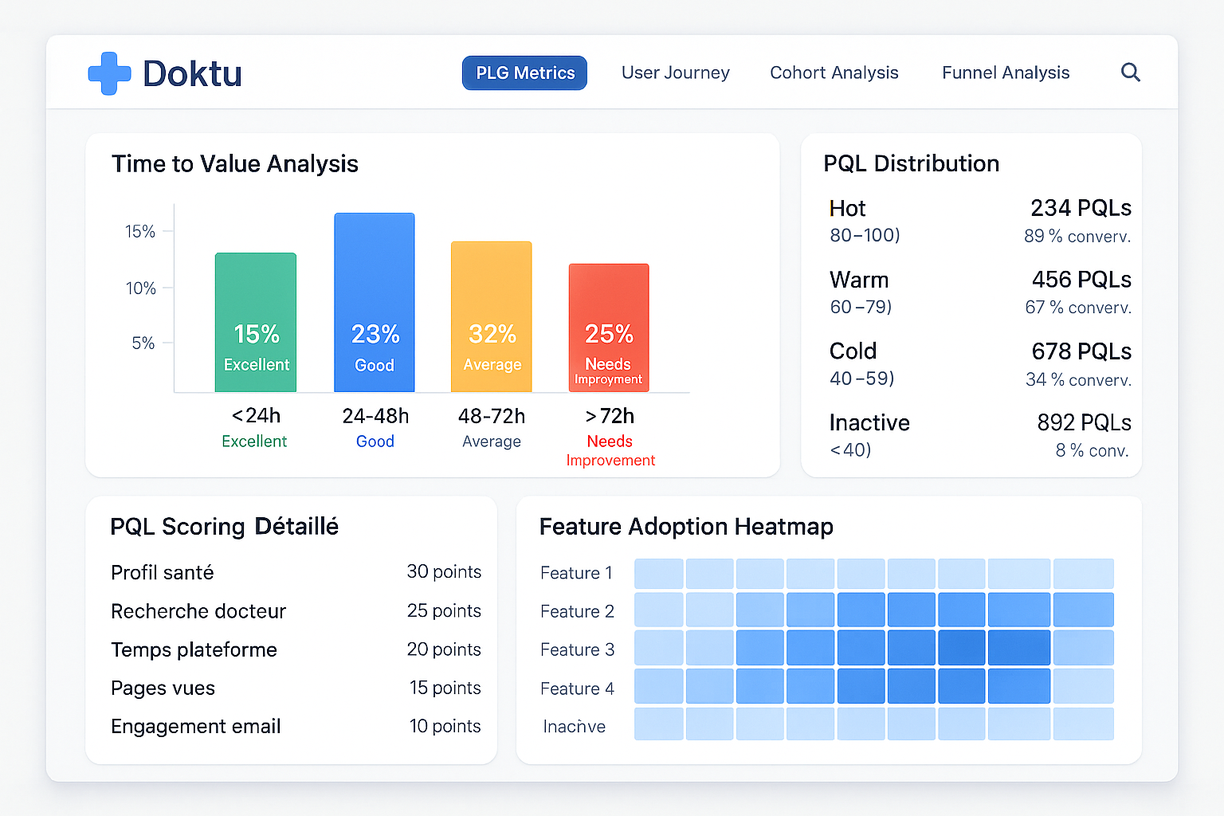 Doktu
PLG Metrics
User Journey
Cohort Analysis
Funnel Analysis
Time to Value Analysis
15%
10%
5%
15%
Excellent
23%
Good
32%
Average
25%
Needs
Improyment
<24h
Excellent
24-48h
Good
48-72h
Average
>72h
Needs
Improvement
PQL Distribution
Hot 234 PQLs
80–100) 89 % converv.
Warm 456 PQLs
60–79) 67 % converv.
Cold 678 PQLs
40–59) 34 % converv.
Inactive 892 PQLs
<40) 8 % conv.
PQL Scoring Détaillé
Profil santé 30 points
Recherche docteur 25 points
Temps plateforme 20 points
Pages vues 15 points
Engagement email 10 points
Feature Adoption Heatmap
Feature 1
Feature 2
Feature 3
Feature 4